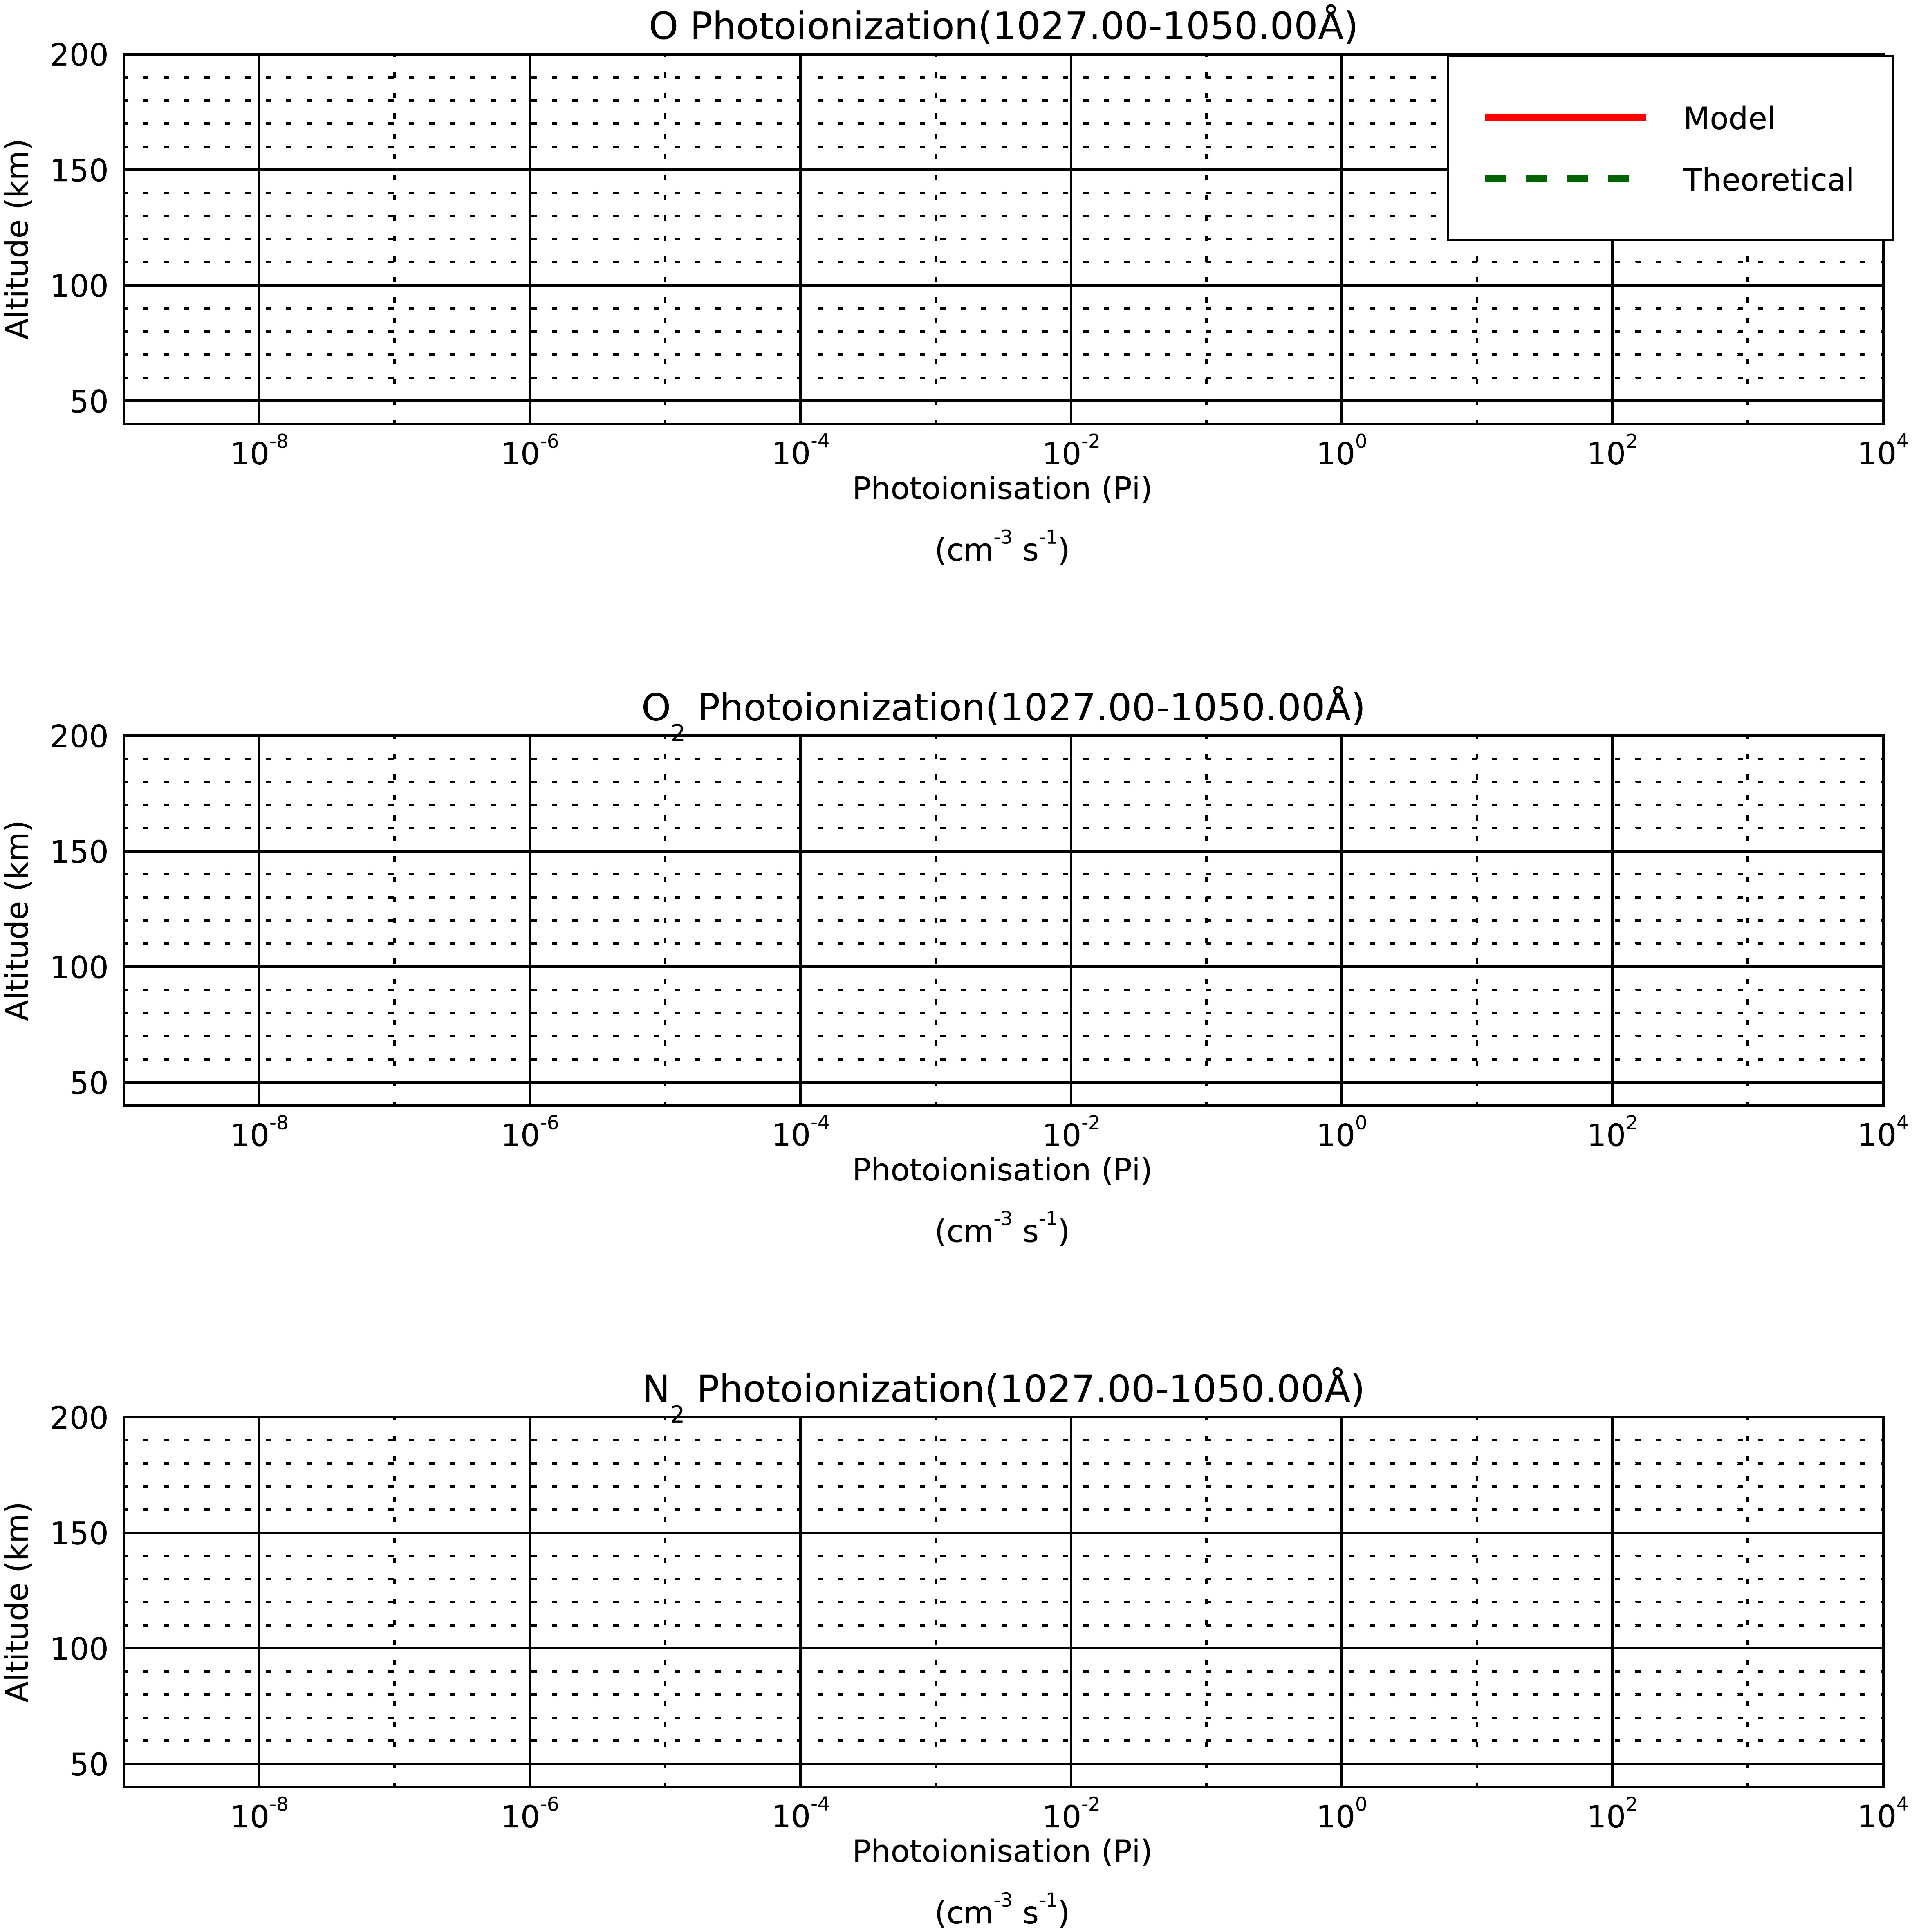 O Photoionization(1027.00-1050.00Å)
200
150
100
50
Altitude (km)
Model
Theoretical
10⁻⁸ 10⁻⁶ 10⁻⁴ 10⁻² 10⁰ 10² 10⁴
Photoionisation (Pi)
(cm⁻³ s⁻¹)
O₂ Photoionization(1027.00-1050.00Å)
200
150
100
50
Altitude (km)
10⁻⁸ 10⁻⁶ 10⁻⁴ 10⁻² 10⁰ 10² 10⁴
Photoionisation (Pi)
(cm⁻³ s⁻¹)
N₂ Photoionization(1027.00-1050.00Å)
200
150
100
50
Altitude (km)
10⁻⁸ 10⁻⁶ 10⁻⁴ 10⁻² 10⁰ 10² 10⁴
Photoionisation (Pi)
(cm⁻³ s⁻¹)